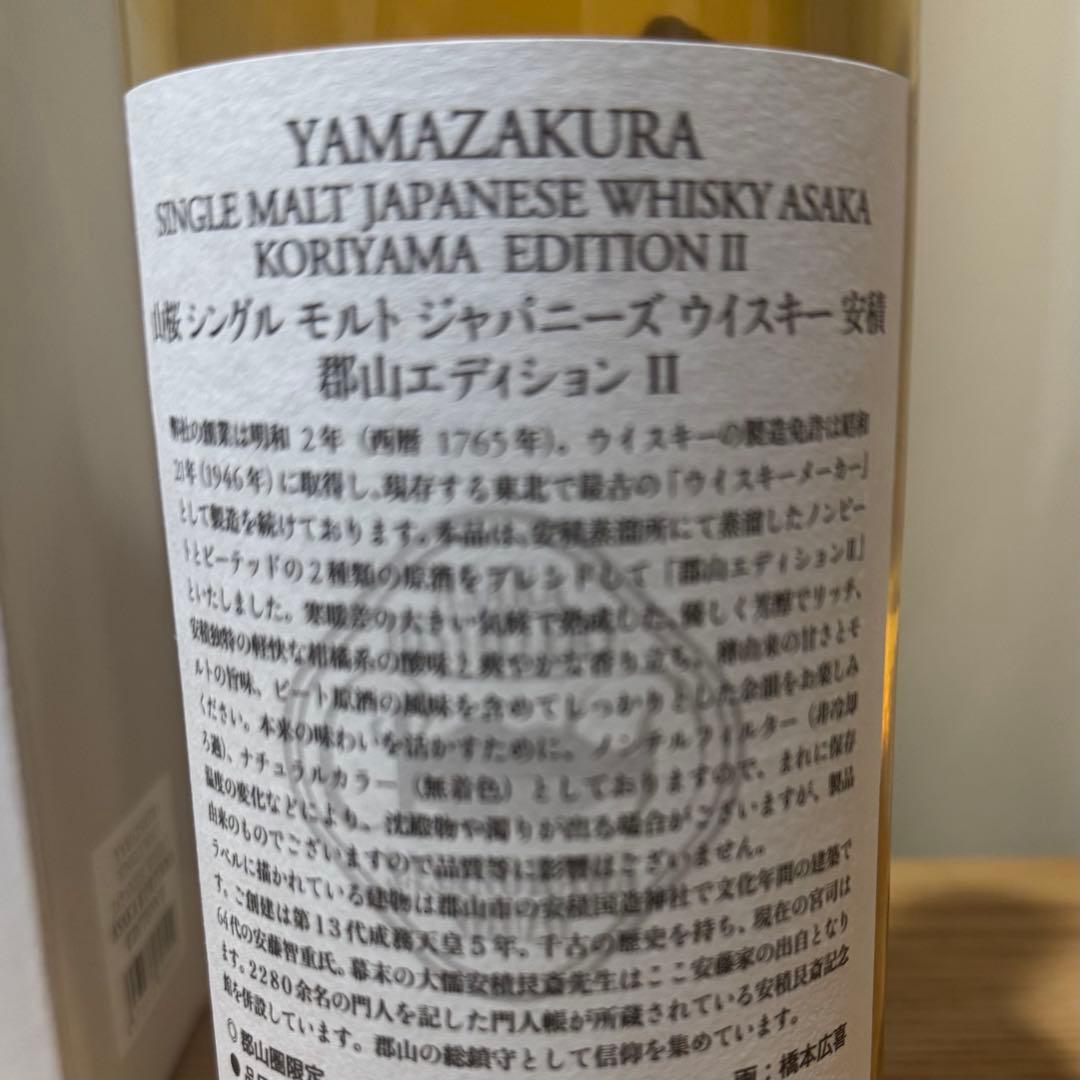 YAMAZAKURA
SINGLE MALT JAPANESE WHISKY ASAKA
KORIYAMA EDITION II
山桜 シングル モルト ジャパニーズ ウイスキー 安積
郡山エディション II
弊社の創業は明和 2年 (西暦 1765年)。ウイスキーの製造免許は昭和
21年(1946年)に取得し、現存する東北で最古の「ウイスキーメーカー」
として製造を続けております。本品は、安積蒸溜所にて蒸溜したノンピー
トとピーテッドの2種類の原酒をブレンドして「郡山エディションII」
といたしました。寒暖差の大きい気候で熟成した、優しく芳醇でリッチ、
安積独特の軽快な柑橘系の酸味と爽やかな香り立ち。樽由来の甘さとモ
ルトの旨味、ピート原酒の風味を含めてしっかりとした余韻をお楽しみ
ください。本来の味わいを活かすために、ノンチルフィルター (非冷却
ろ過)、ナチュラルカラー (無着色) としておりますので、まれに保存
温度の変化などにより、沈殿物や濁りが出る場合がございますが、製品
由来のものでございますので品質等に影響はございません。
ラベルに描かれている建物は郡山市の安積国造神社で文化年間の建築で
す。ご創建は第13代成務天皇5年。千古の歴史を持ち、現在の宮司は
64代の安藤智重氏。幕末の大儒安積艮斎先生はここ安藤家の出自となり
ます。2280余名の門人を記した門人帳が所蔵されている安積艮斎記念
館を併設しています。郡山の総鎮守として信仰を集めています。
◎郡山圏限定
画：橋本広喜